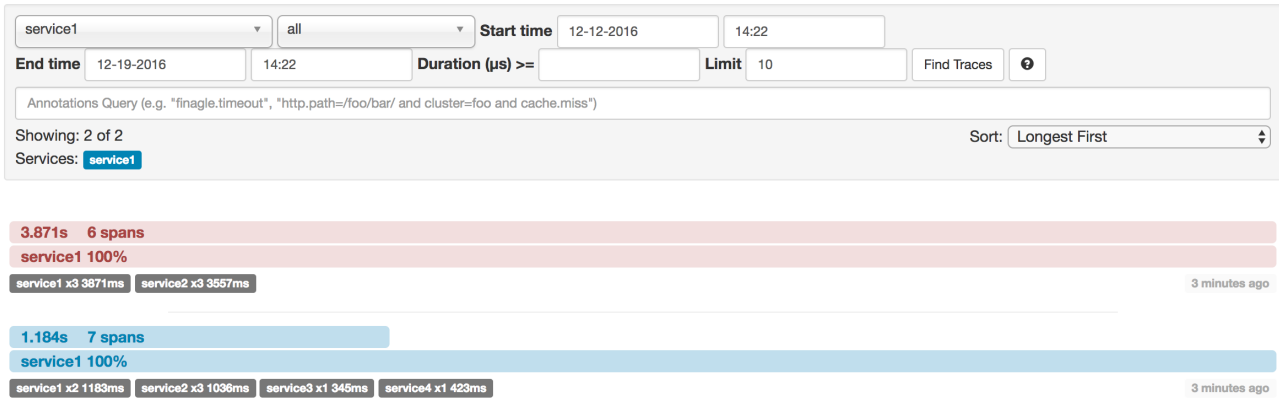 service1 all Start time 12-12-2016 14:22
End time 12-19-2016 14:22 Duration (µs) >= Limit 10 Find Traces ?
Annotations Query (e.g. "finagle.timeout", "http.path=/foo/bar/ and cluster=foo and cache.miss")
Showing: 2 of 2 Sort: Longest First
Services: service1
3.871s 6 spans
service1 100%
service1 x3 3871ms service2 x3 3557ms 3 minutes ago
1.184s 7 spans
service1 100%
service1 x2 1183ms service2 x3 1036ms service3 x1 345ms service4 x1 423ms 3 minutes ago